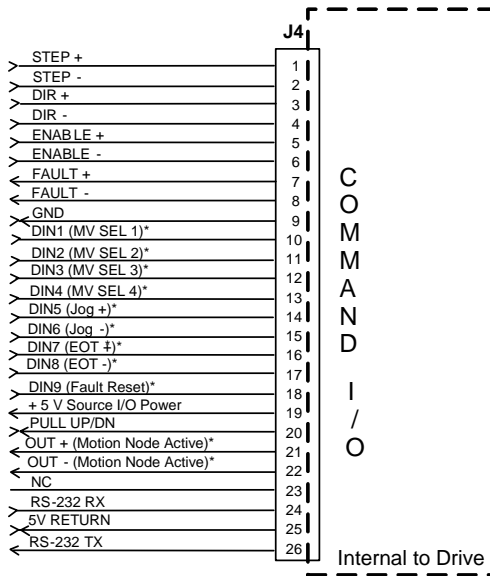 J4
STEP + 1
STEP - 2
DIR + 3
DIR - 4
ENABLE + 5
ENABLE - 6
FAULT + 7
FAULT - 8
GND 9
DIN1 (MV SEL 1)* 10
DIN2 (MV SEL 2)* 11
DIN3 (MV SEL 3)* 12
DIN4 (MV SEL 4)* 13
DIN5 (Jog +)* 14
DIN6 (Jog -)* 15
DIN7 (EOT +)* 16
DIN8 (EOT -)* 17
DIN9 (Fault Reset)* 18
+ 5 V Source I/O Power 19
PULL UP/DN 20
OUT + (Motion Node Active)* 21
OUT - (Motion Node Active)* 22
NC 23
RS-232 RX 24
5V RETURN 25
RS-232 TX 26
COMMAND I/O
Internal to Drive